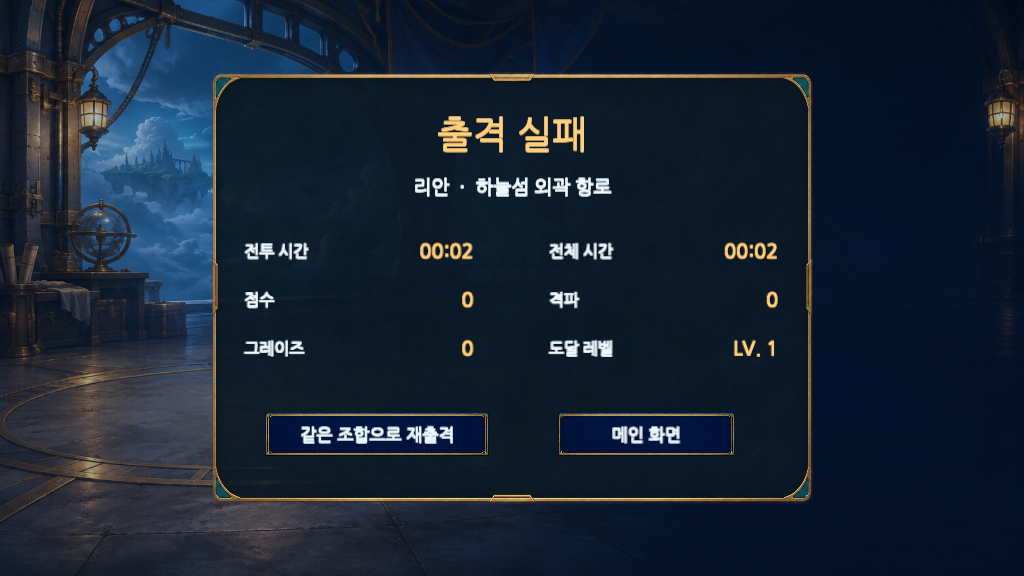 출격 실패
리안 · 하늘섬 외곽 항로
전투 시간 00:02 전체 시간 00:02
점수 0 격파 0
그레이즈 0 도달 레벨 LV. 1
같은 조합으로 재출격 메인 화면